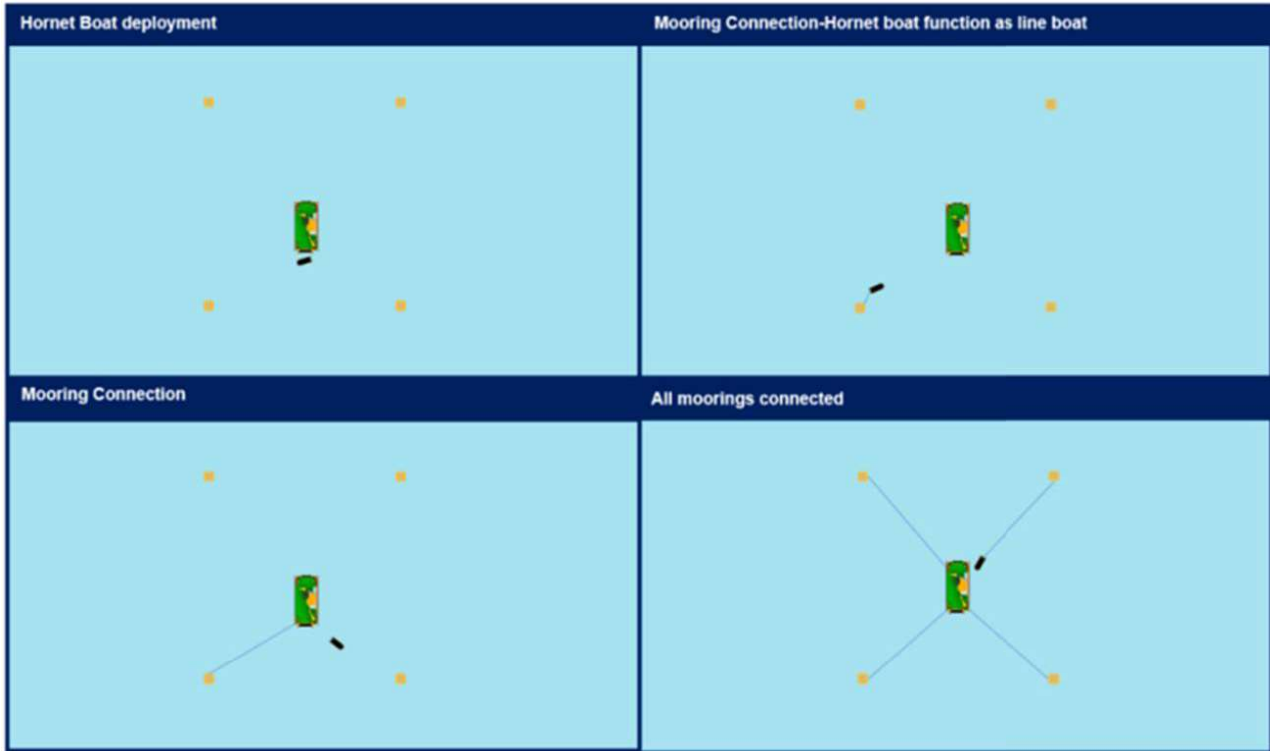 Hornet Boat deployment
Mooring Connection-Hornet boat function as line boat
Mooring Connection
All moorings connected